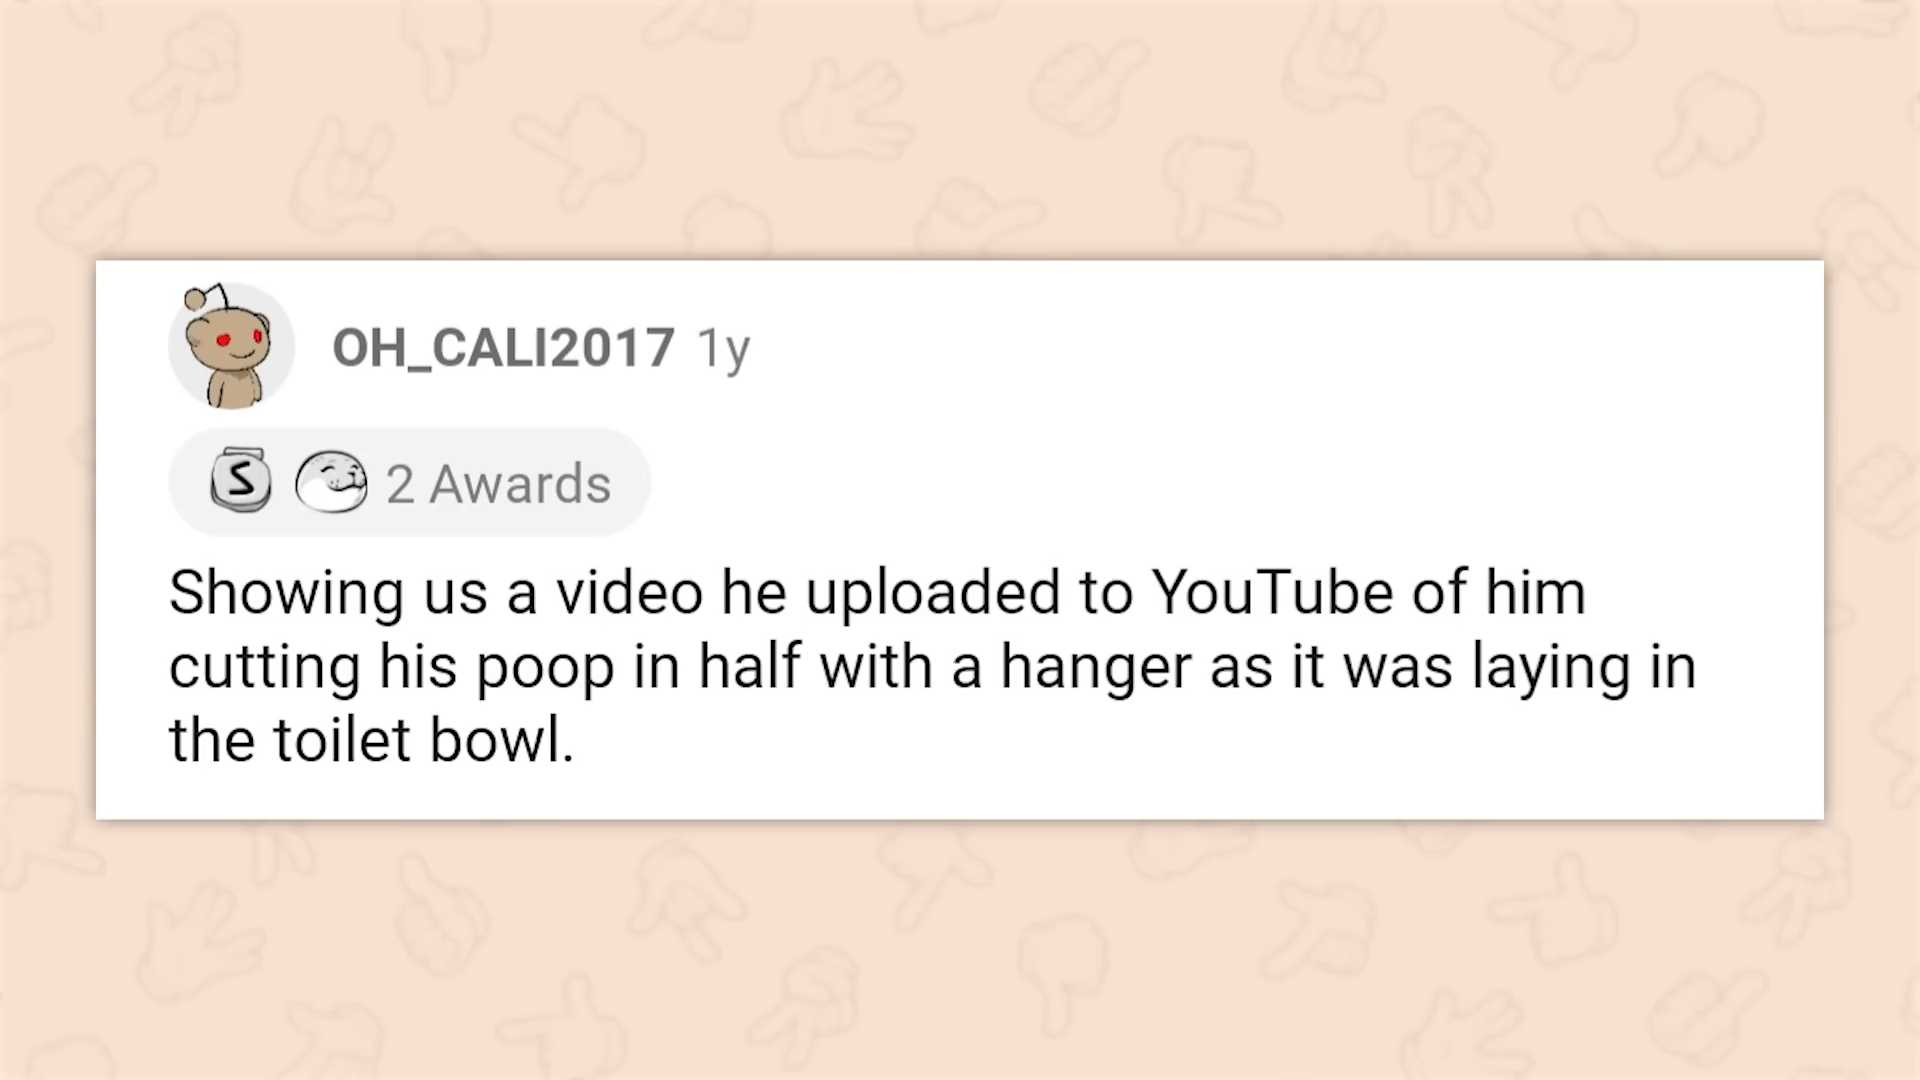 OH_CALI2017 1y
S 2 Awards
Showing us a video he uploaded to YouTube of him
cutting his poop in half with a hanger as it was laying in
the toilet bowl.